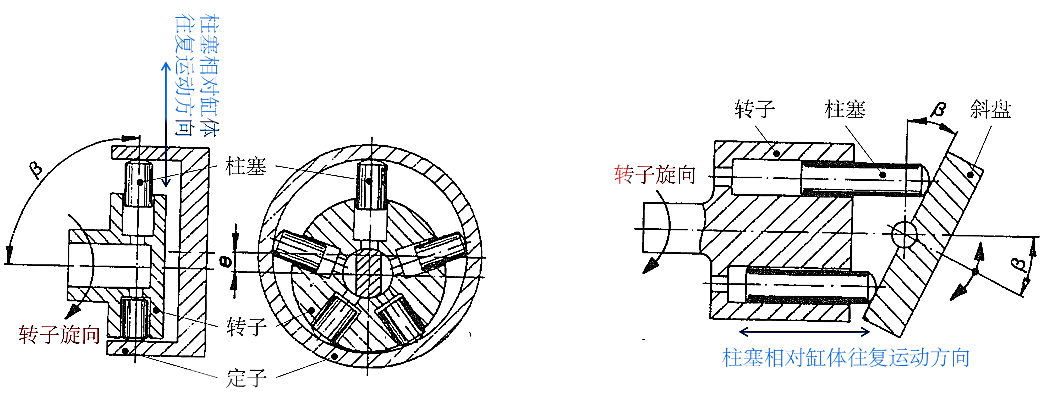 柱塞相对缸体
往复运动方向
β
柱塞
e
转子旋向
转子
定子
转子
柱塞
β
斜盘
转子旋向
β
柱塞相对缸体往复运动方向